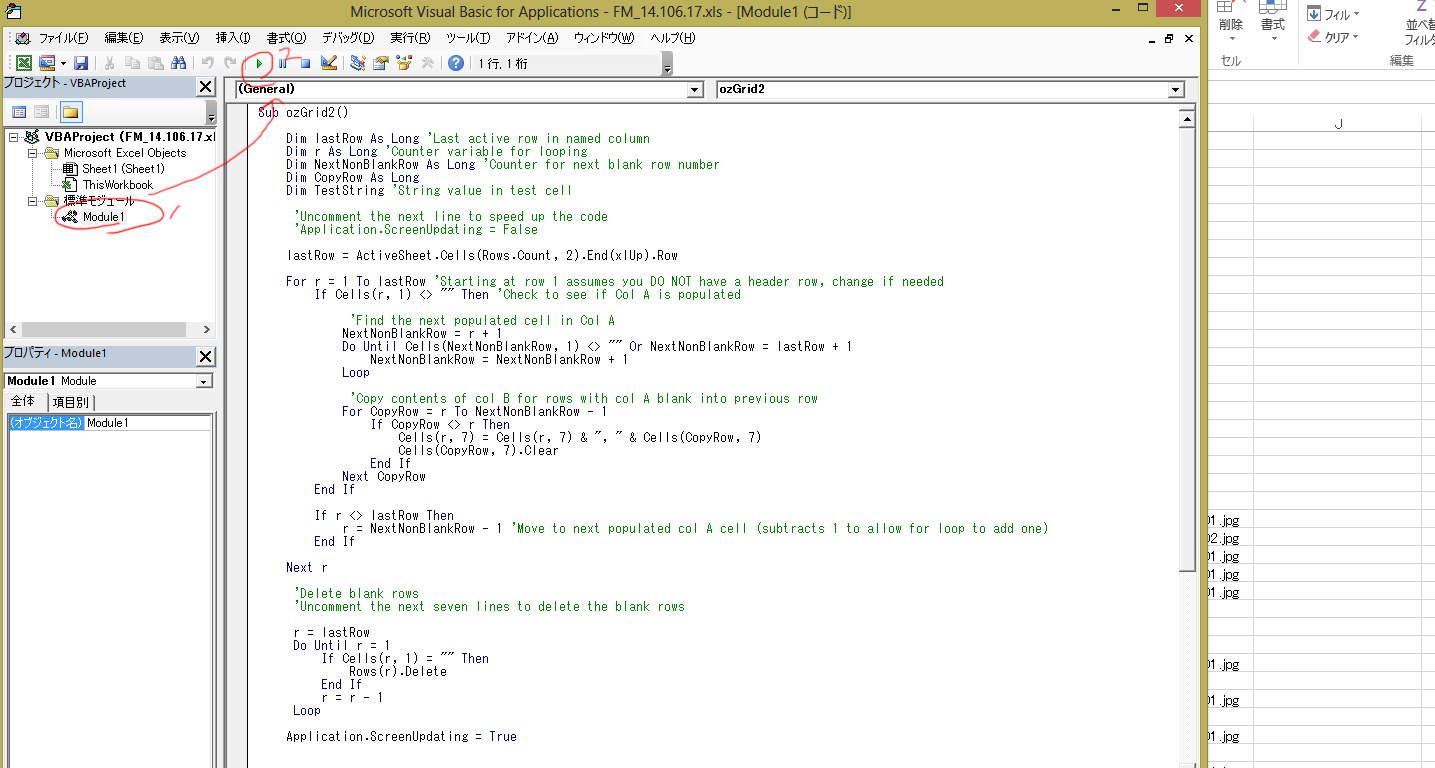 Microsoft Visual Basic for Applications - FM_14.106.17.xls - [Module1 (コード)]
ファイル(F) 編集(E) 表示(V) 挿入(I) 書式(O) デバッグ(D) 実行(R) ツール(T) アドイン(A) ウィンドウ(W) ヘルプ(H)
1 行, 1 桁
2
プロジェクト - VBAProject
VBAProject (FM_14.106.17.xl
Microsoft Excel Objects
Sheet1 (Sheet1)
ThisWorkbook
標準モジュール
Module1
1
プロパティ - Module1
Module1 Module
全体 項目別
(オブジェクト名) Module1
(General) ozGrid2
Sub ozGrid2()
Dim lastRow As Long 'Last active row in named column
Dim r As Long 'Counter variable for looping
Dim NextNonBlankRow As Long 'Counter for next blank row number
Dim CopyRow As Long
Dim TestString 'String value in test cell
'Uncomment the next line to speed up the code
'Application.ScreenUpdating = False
lastRow = ActiveSheet.Cells(Rows.Count, 2).End(xlUp).Row
For r = 1 To lastRow 'Starting at row 1 assumes you DO NOT have a header row, change if needed
If Cells(r, 1) <> "" Then 'Check to see if Col A is populated
'Find the next populated cell in Col A
NextNonBlankRow = r + 1
Do Until Cells(NextNonBlankRow, 1) <> "" Or NextNonBlankRow = lastRow + 1
NextNonBlankRow = NextNonBlankRow + 1
Loop
'Copy contents of col B for rows with col A blank into previous row
For CopyRow = r To NextNonBlankRow - 1
If CopyRow <> r Then
Cells(r, 7) = Cells(r, 7) & ", " & Cells(CopyRow, 7)
Cells(CopyRow, 7).Clear
End If
Next CopyRow
End If
If r <> lastRow Then
r = NextNonBlankRow - 1 'Move to next populated col A cell (subtracts 1 to allow for loop to add one)
End If
Next r
'Delete blank rows
'Uncomment the next seven lines to delete the blank rows
r = lastRow
Do Until r = 1
If Cells(r, 1) = "" Then
Rows(r).Delete
End If
r = r - 1
Loop
Application.ScreenUpdating = True
削除 書式
セル
フィル
クリア
並べ替
フィルタ
編集
J
01.jpg
02.jpg
01.jpg
01.jpg
01.jpg
01.jpg
01.jpg
01.jpg